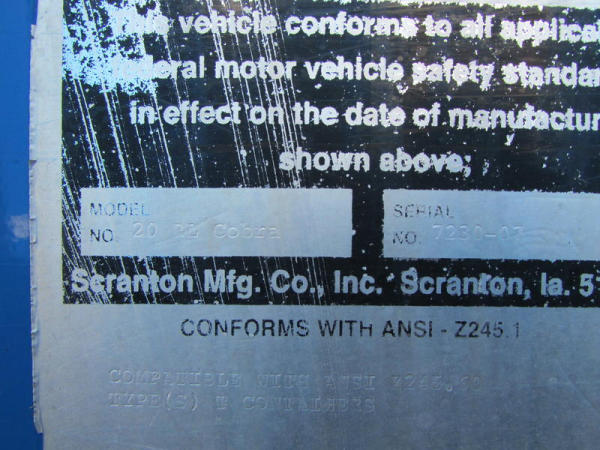 This vehicle conforms to all applica
deral motor vehicle safety standar
in effect on the date of manufactur
shown above;
MODEL
NO. 20 RL Cobra
SERIAL
NO. 7230-07
Scranton Mfg. Co., Inc. Scranton, Ia. 5
CONFORMS WITH ANSI - Z245.1
COMPATIBLE WITH ANSI Z245.60
TYPE(S) T CONTAINERS